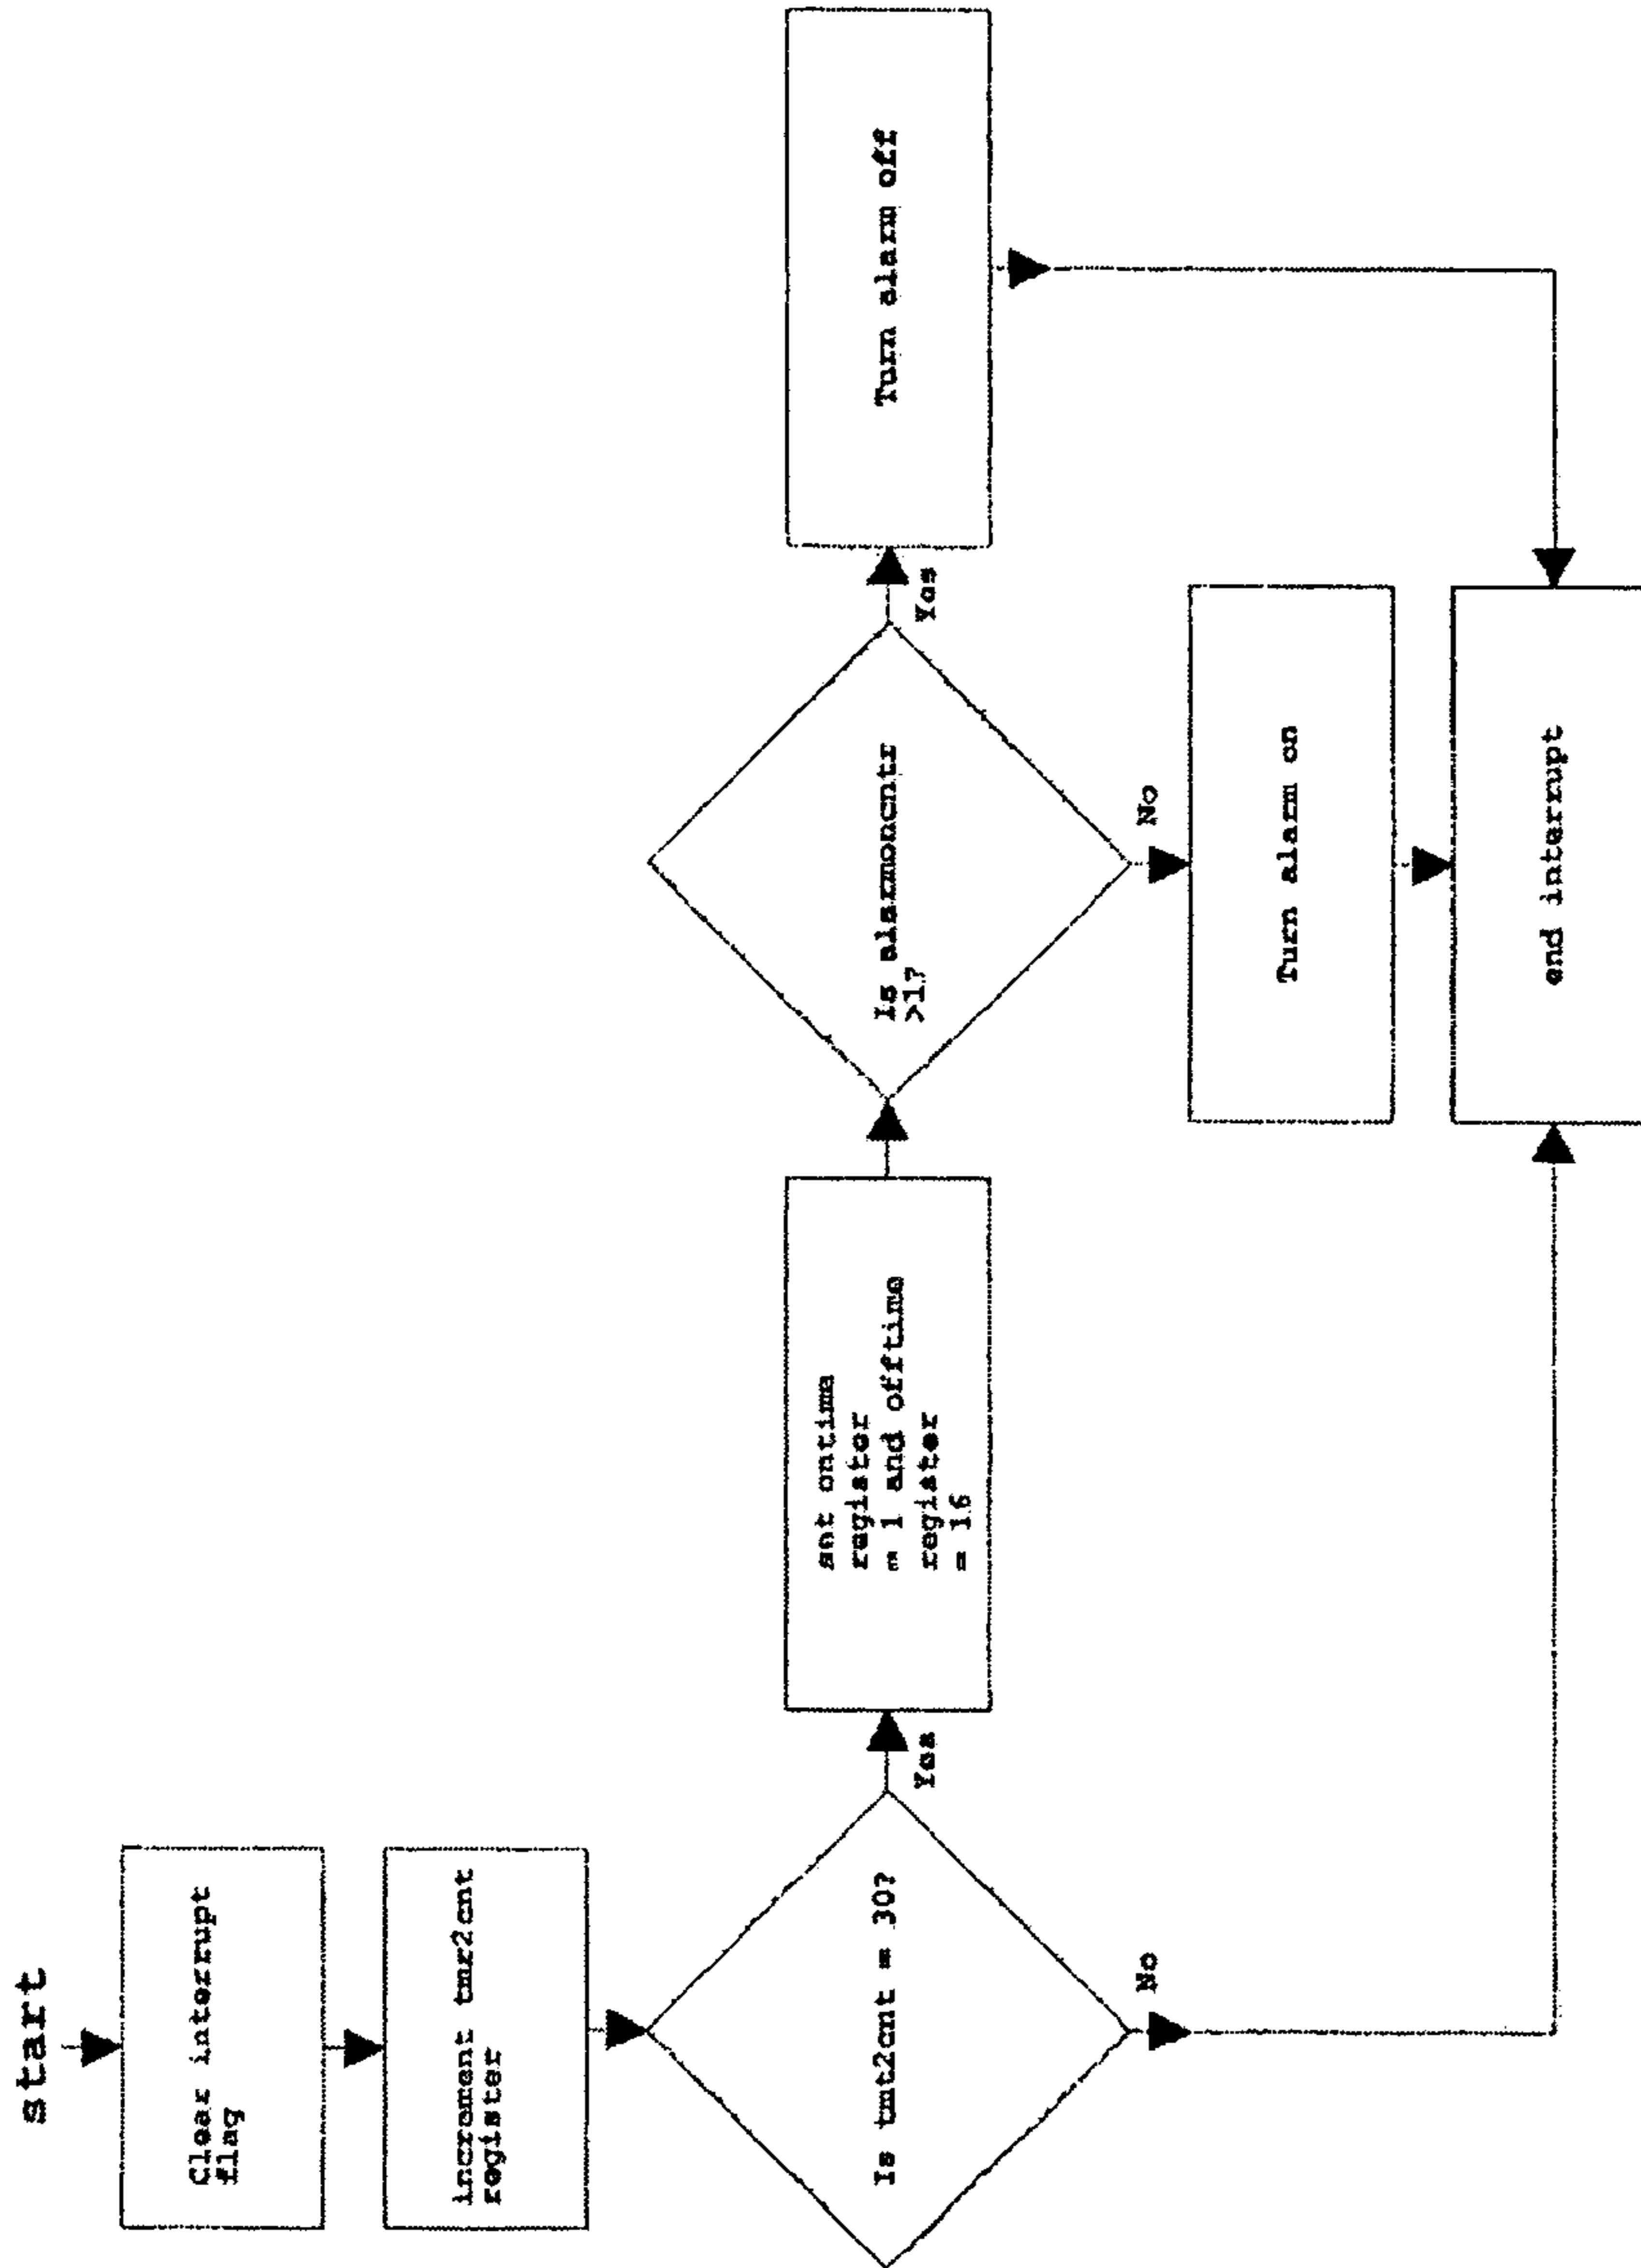 start
Clear interrupt
flag
increment tmr2cnt
register
Is tmt2cnt = 30?
Yes
No
set ontime
register
= 1 and offtime
register
= 16
Is alarmoncntr
>1?
Yes
No
Turn alarm off
Turn alarm on
end interrupt